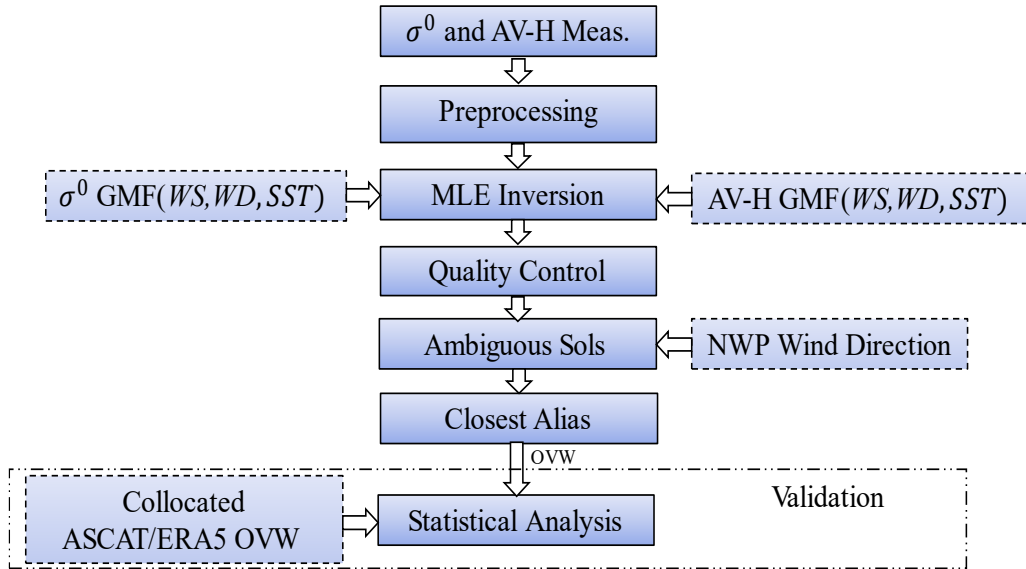 σ⁰ and AV-H Meas.
Preprocessing
σ⁰ GMF(WS,WD,SST)
MLE Inversion
AV-H GMF(WS,WD,SST)
Quality Control
Ambiguous Sols
NWP Wind Direction
Closest Alias
OVW
Collocated
ASCAT/ERA5 OVW
Statistical Analysis
Validation